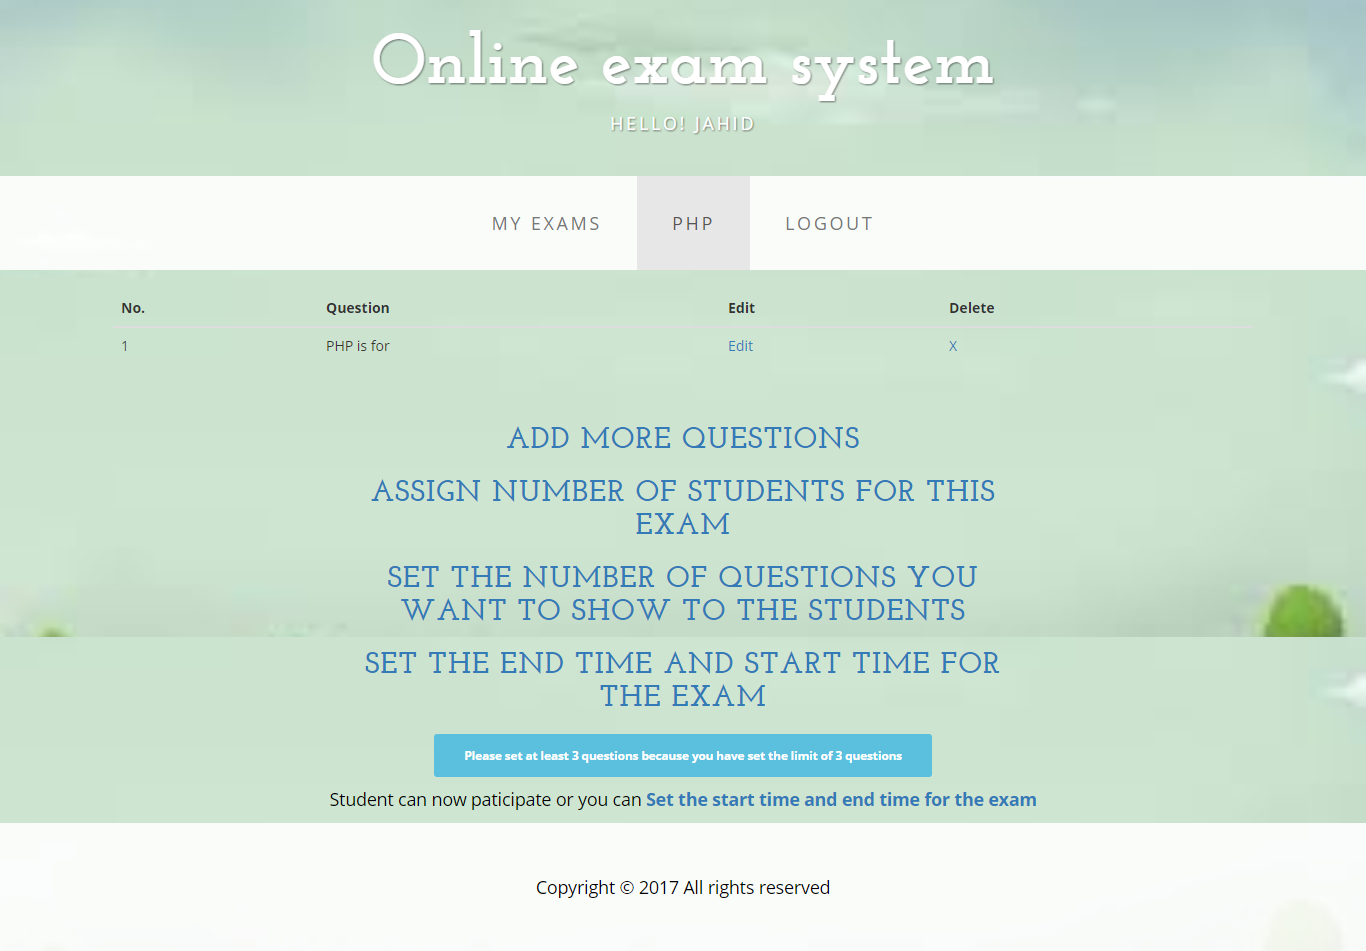 Online exam system
HELLO! JAHID
MY EXAMS PHP LOGOUT
No. Question Edit Delete
1 PHP is for Edit X
ADD MORE QUESTIONS
ASSIGN NUMBER OF STUDENTS FOR THIS
EXAM
SET THE NUMBER OF QUESTIONS YOU
WANT TO SHOW TO THE STUDENTS
SET THE END TIME AND START TIME FOR
THE EXAM
Please set at least 3 questions because you have set the limit of 3 questions
Student can now paticipate or you can Set the start time and end time for the exam
Copyright © 2017 All rights reserved